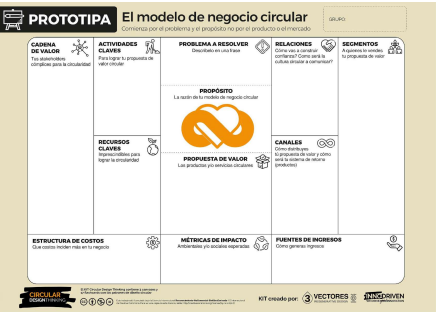 PROTOTIPA
El modelo de negocio circular
Comienza por el problema y el propósito no por el producto o el mercado
GRUPO:
CADENA
DE VALOR
Tus stakeholders
cómplices para la circularidad
ACTIVIDADES
CLAVES
Para lograr tu propuesta de
valor circular
PROBLEMA A RESOLVER
Descríbelo en una frase
RELACIONES
Cómo vas a construir
confianza? Como será la
cultura circular a comunicar?
SEGMENTOS
A quienes le vendes
tu propuesta de valor
PROPÓSITO
La razón de tu modelo de negocio circular
RECURSOS
CLAVES
Imprescindibles para
lograr la circularidad
PROPUESTA DE VALOR
Los productos y/o servicios circulares
CANALES
Cómo distribuyes
tú propuesta de valor y cómo
será tu sistema de retorno
(productos)
ESTRUCTURA DE COSTOS
Que costos inciden más en tu negocio
MÉTRICAS DE IMPACTO
Ambientales y/o sociales esperadas
FUENTES DE INGRESOS
Cómo generas ingresos
CIRCULAR
DESIGNTHINKING
KIT creado por:
3 VECTORES
INNODRIVEN